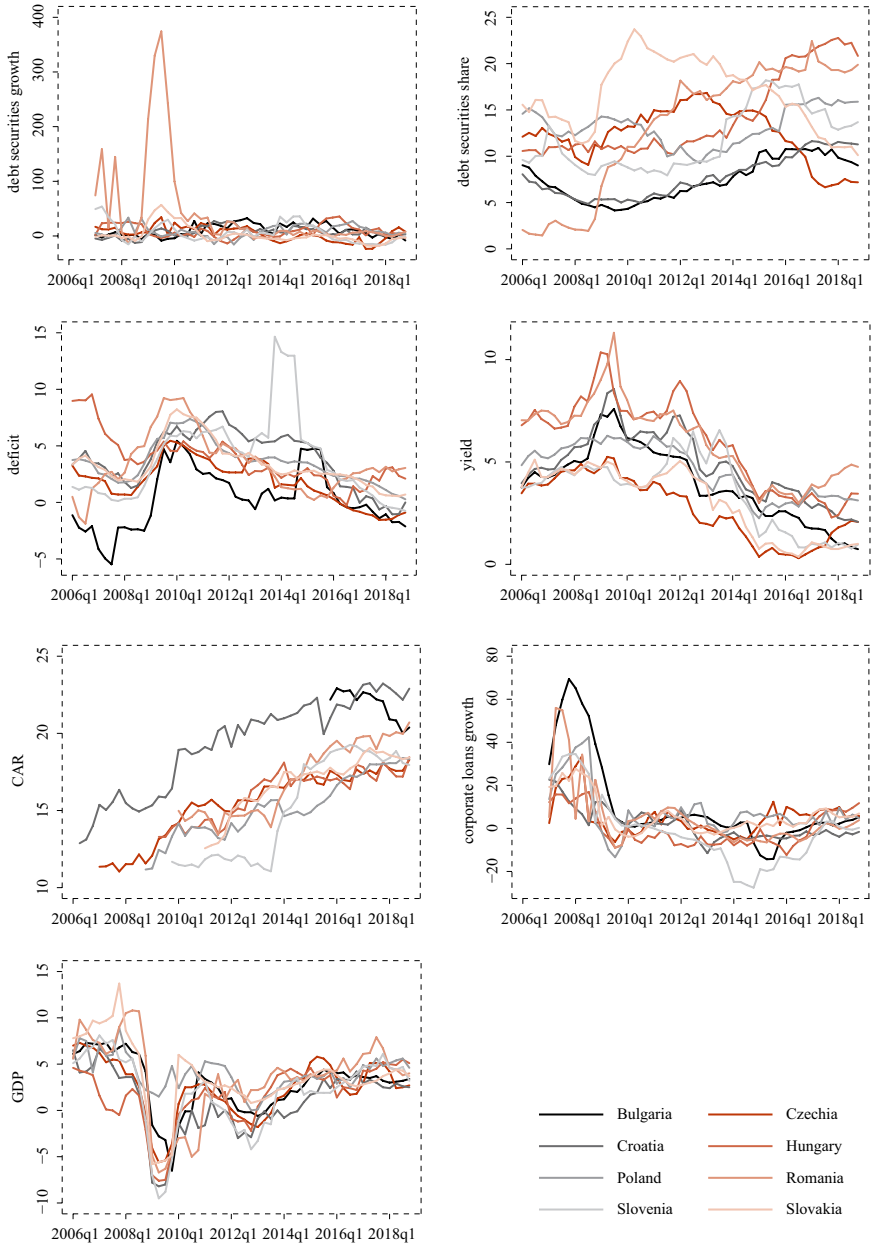 debt securities growth
400
300
200
100
0
2006q1 2008q1 2010q1 2012q1 2014q1 2016q1 2018q1
debt securities share
25
20
15
10
5
0
2006q1 2008q1 2010q1 2012q1 2014q1 2016q1 2018q1
deficit
15
10
5
0
−5
2006q1 2008q1 2010q1 2012q1 2014q1 2016q1 2018q1
yield
10
5
0
2006q1 2008q1 2010q1 2012q1 2014q1 2016q1 2018q1
CAR
25
20
15
10
2006q1 2008q1 2010q1 2012q1 2014q1 2016q1 2018q1
corporate loans growth
80
60
40
20
0
−20
2006q1 2008q1 2010q1 2012q1 2014q1 2016q1 2018q1
GDP
15
10
5
0
−5
−10
2006q1 2008q1 2010q1 2012q1 2014q1 2016q1 2018q1
Bulgaria Czechia
Croatia Hungary
Poland Romania
Slovenia Slovakia